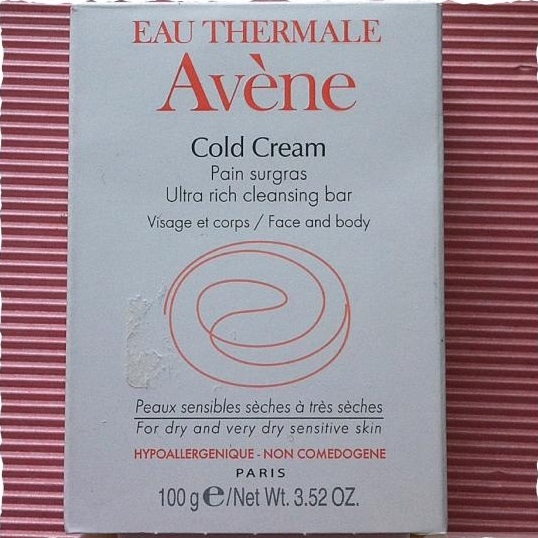 EAU THERMALE
Avène
Cold Cream
Pain surgras
Ultra rich cleansing bar
Visage et corps / Face and body
Peaux sensibles sèches à très sèches
For dry and very dry sensitive skin
HYPOALLERGENIQUE - NON COMEDOGENE
PARIS
100 g ℮/Net Wt. 3.52 OZ.